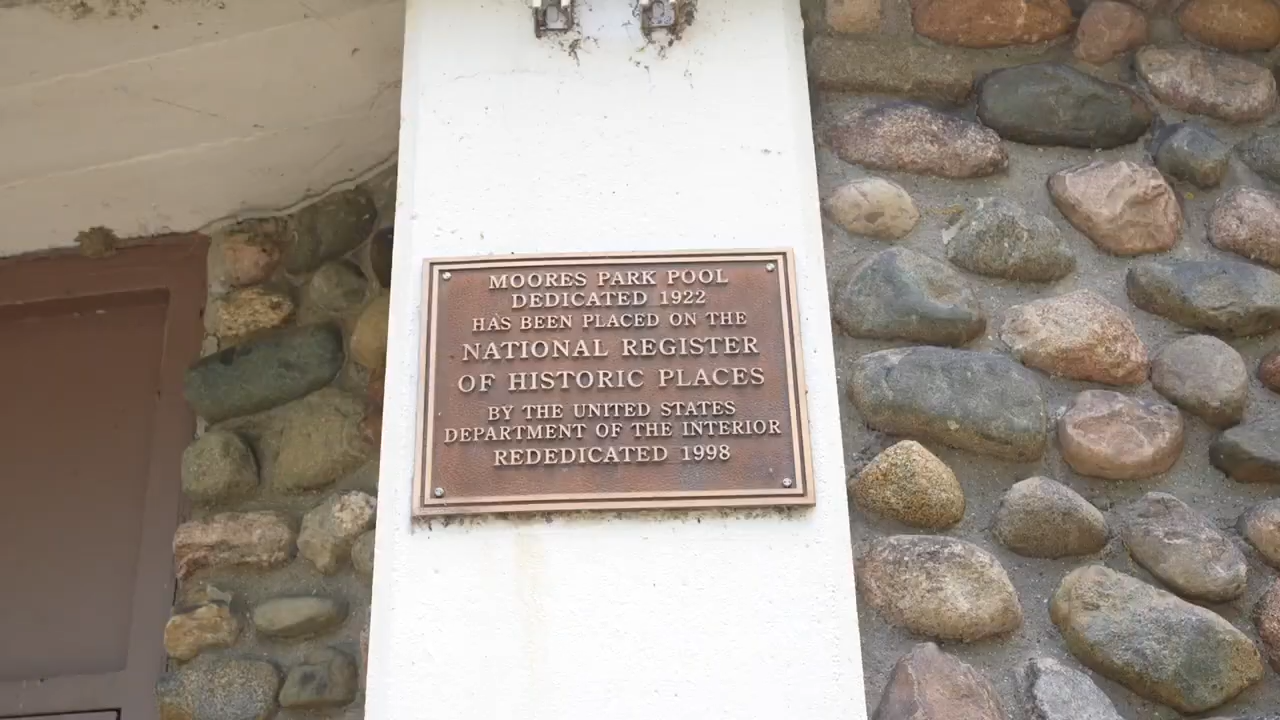 MOORES PARK POOL
DEDICATED 1922
HAS BEEN PLACED ON THE
NATIONAL REGISTER
OF HISTORIC PLACES
BY THE UNITED STATES
DEPARTMENT OF THE INTERIOR
REDEDICATED 1998